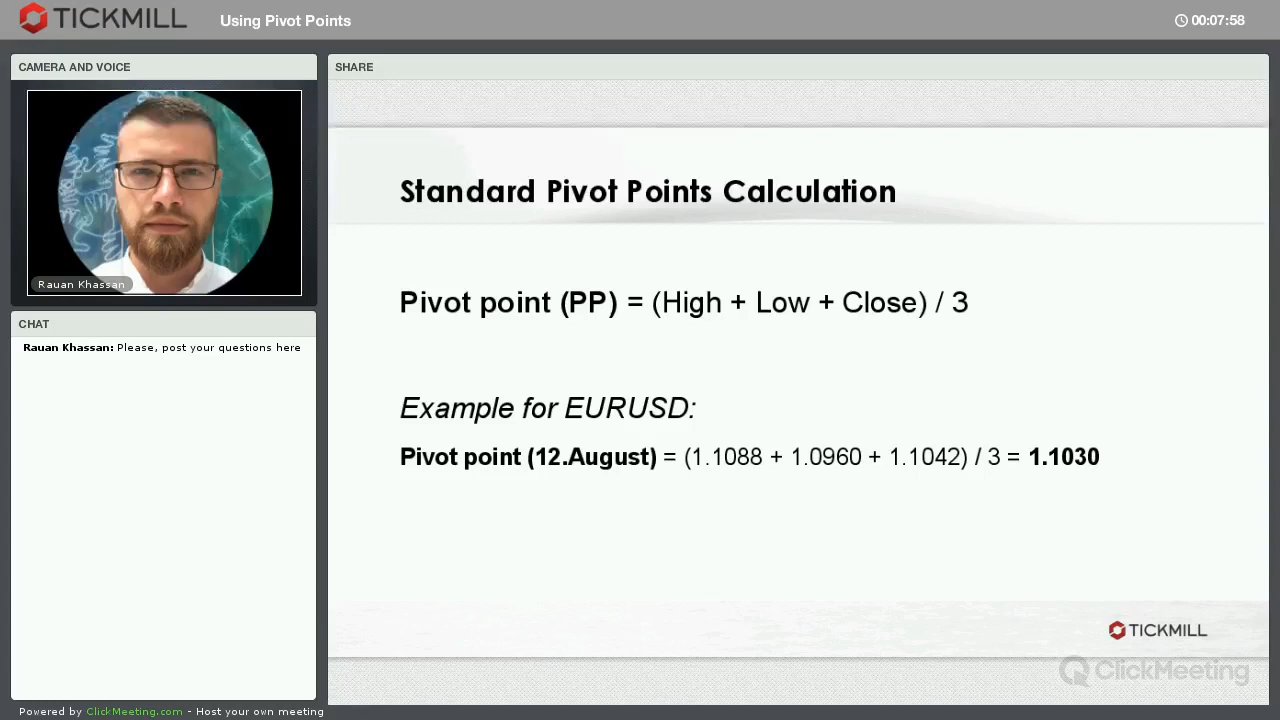 TICKMILL
Using Pivot Points
00:07:58
CAMERA AND VOICE
Rauan Khassan
CHAT
Rauan Khassan: Please, post your questions here
SHARE
Standard Pivot Points Calculation
Pivot point (PP) = (High + Low + Close) / 3
Example for EURUSD:
Pivot point (12.August) = (1.1088 + 1.0960 + 1.1042) / 3 = 1.1030
TICKMILL
ClickMeeting
Powered by ClickMeeting.com - Host your own meeting